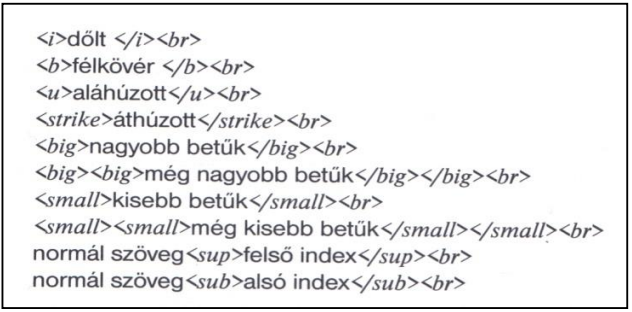 <i>dőlt </i><br>
<b>félkövér </b><br>
<u>aláhúzott</u><br>
<strike>áthúzott</strike><br>
<big>nagyobb betűk</big><br>
<big><big>még nagyobb betűk</big></big><br>
<small>kisebb betűk</small><br>
<small><small>még kisebb betűk</small></small><br>
normál szöveg<sup>felső index</sup><br>
normál szöveg<sub>alsó index</sub><br>